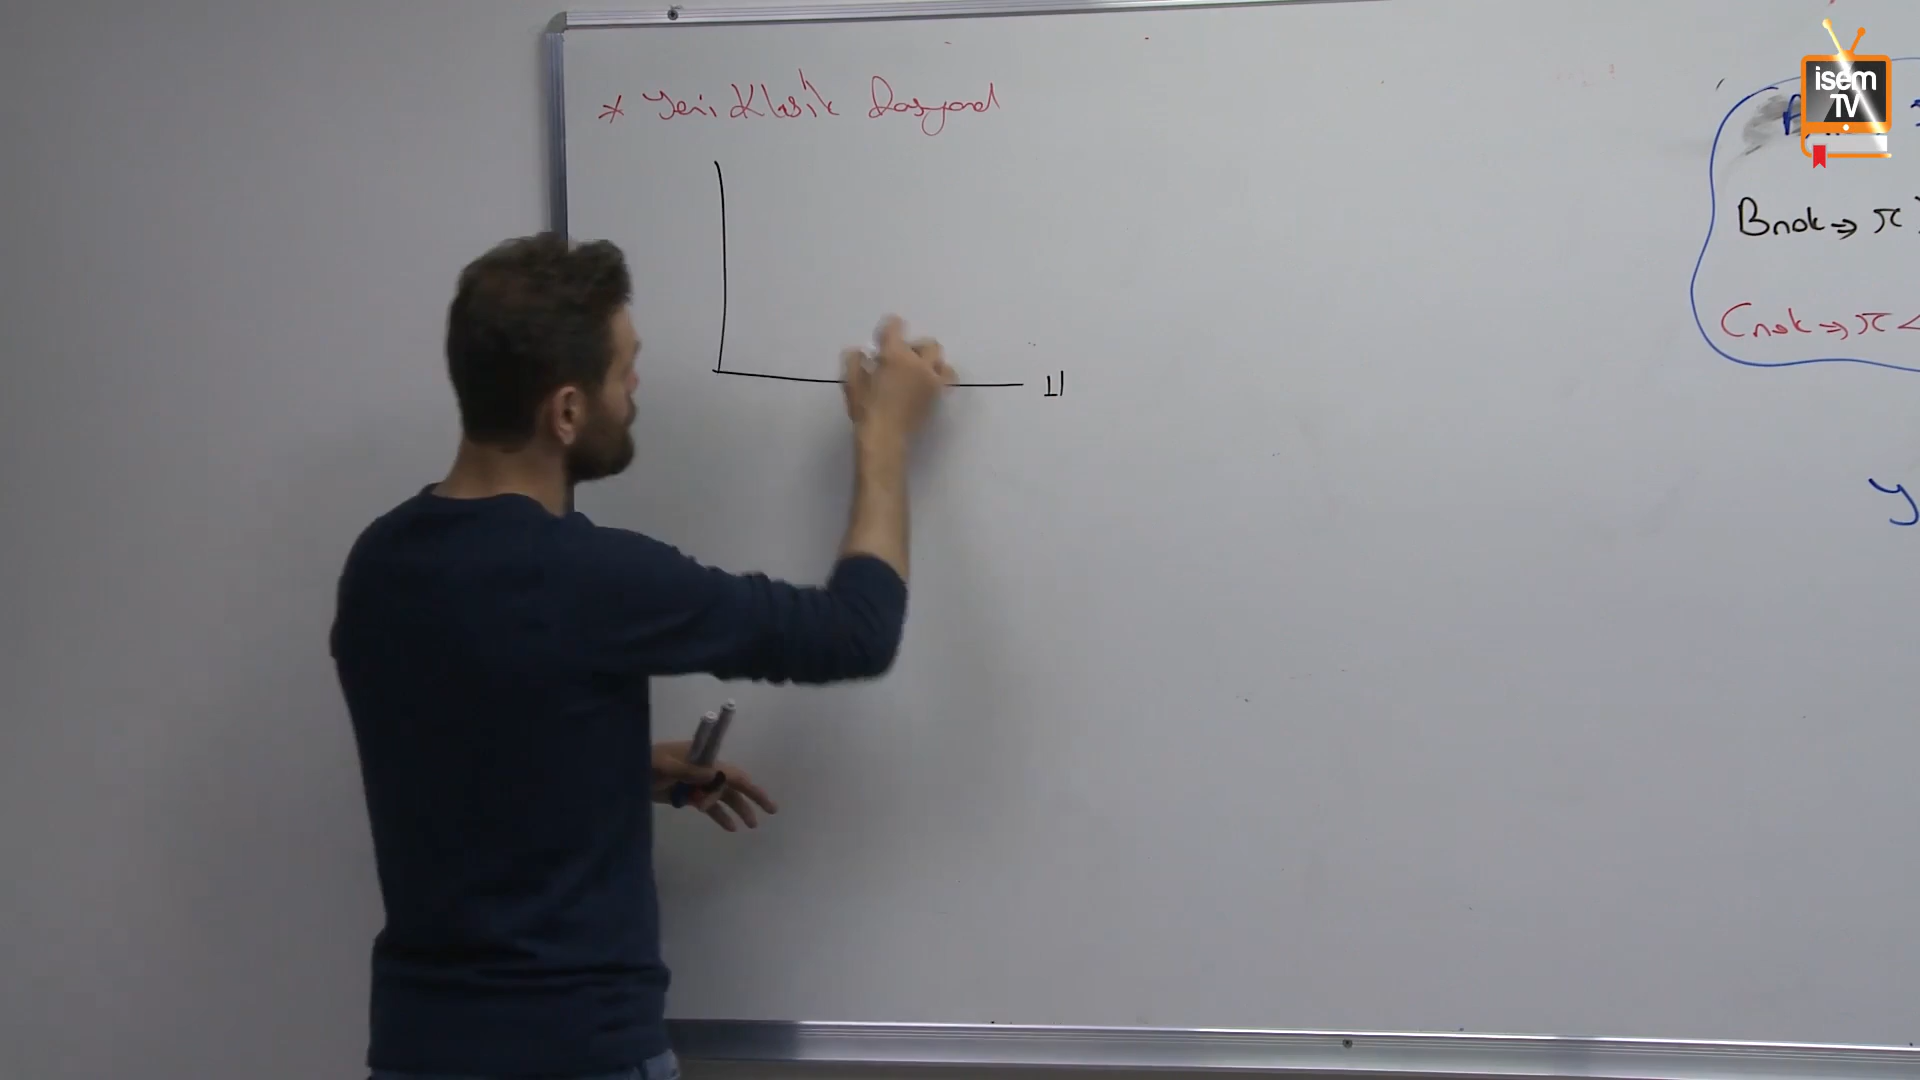 * Yeni Klasik Rasyonel
isem
TV
Bnok → π
Cnok → π <
y